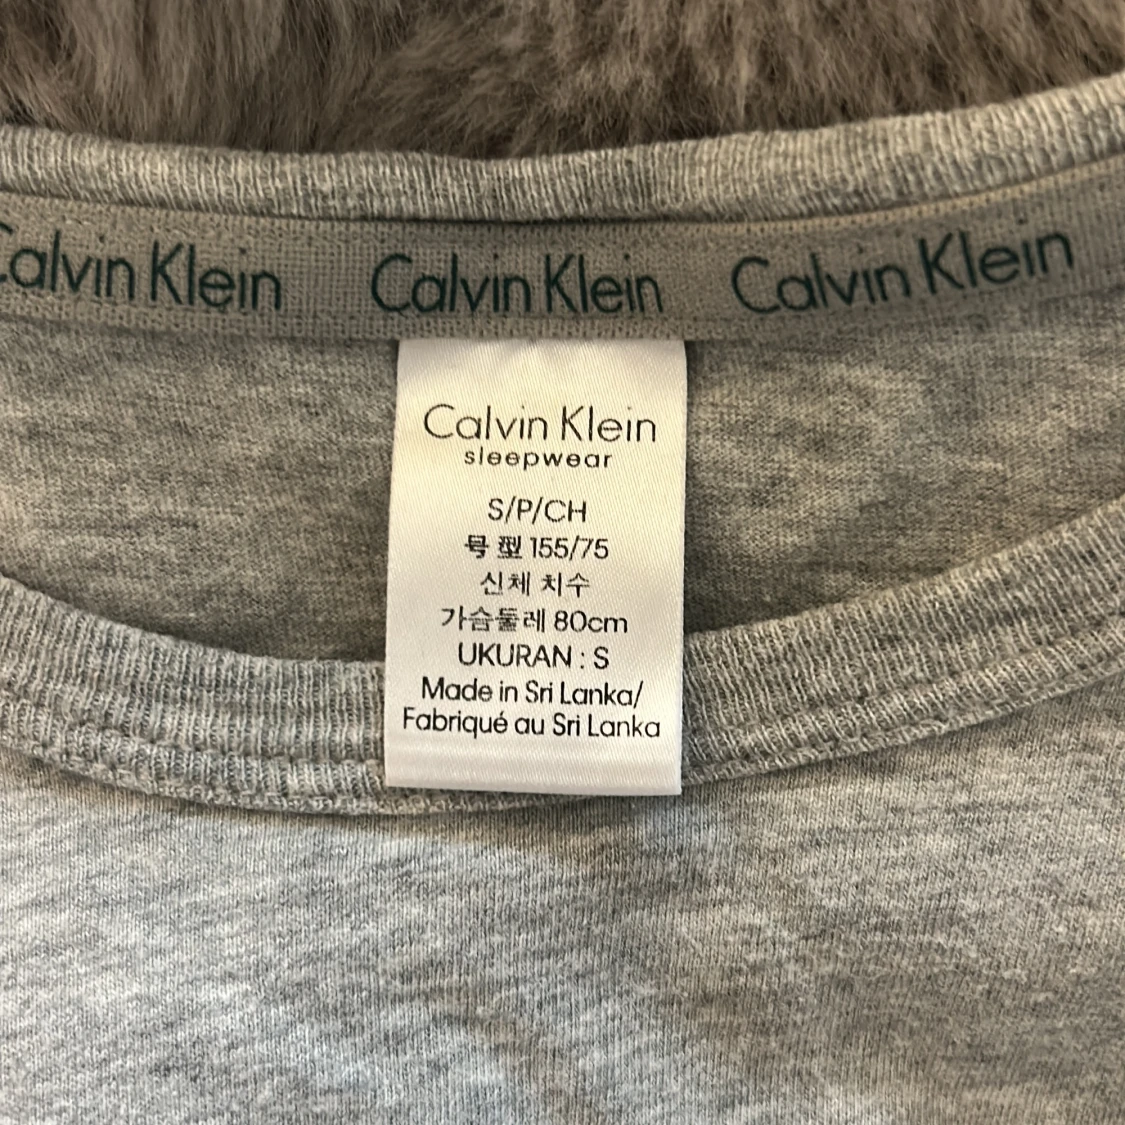 Calvin Klein Calvin Klein Calvin Klein
Calvin Klein
sleepwear
S/P/CH
号型 155/75
신체 치수
가슴둘레 80cm
UKURAN : S
Made in Sri Lanka/
Fabriqué au Sri Lanka